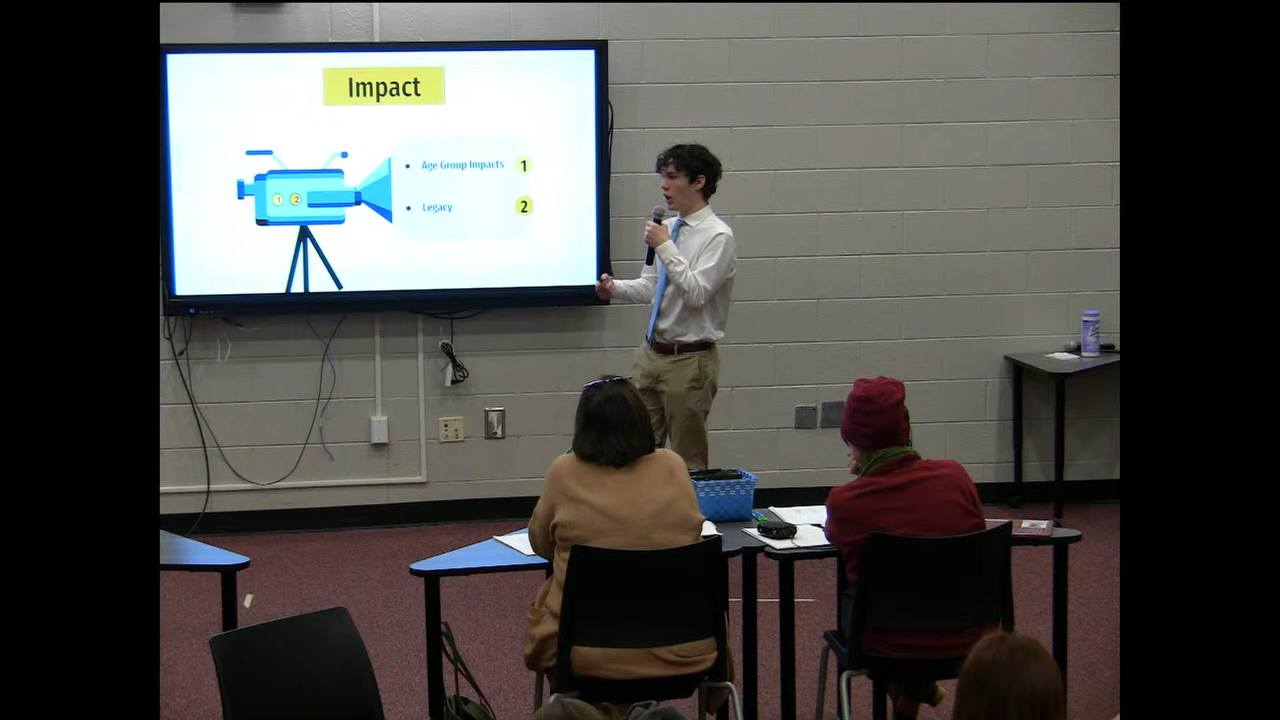 Impact
• Age Group Impacts 1
• Legacy 2
1 2